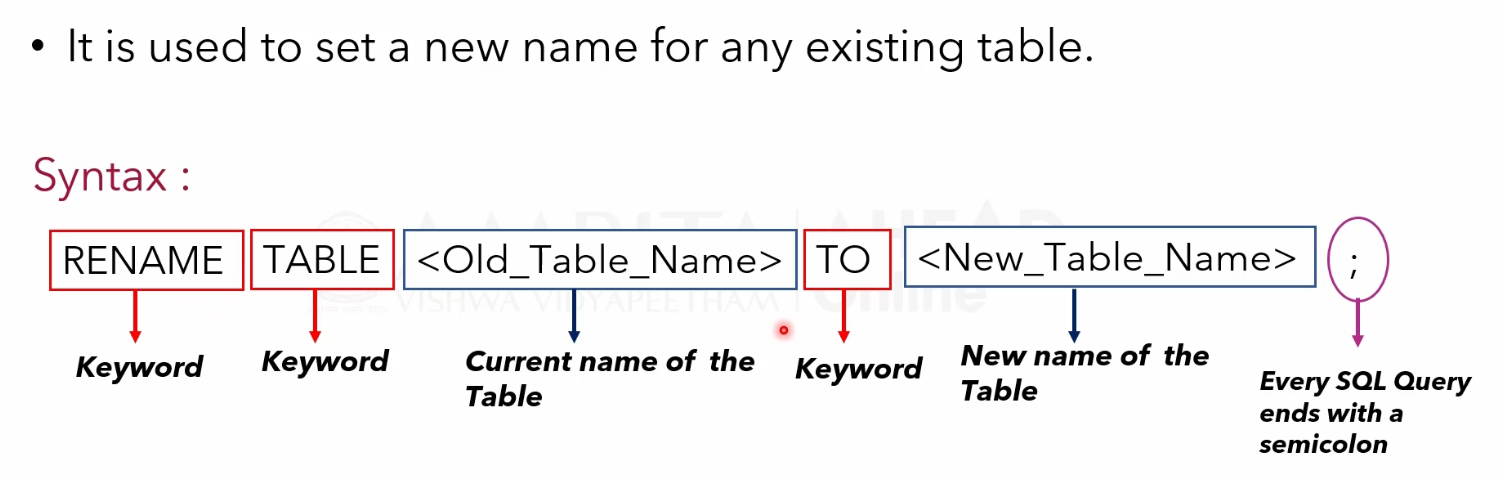 • It is used to set a new name for any existing table.
Syntax :
RENAME TABLE <Old_Table_Name> TO <New_Table_Name> ;
Keyword
Keyword
Current name of the
Table
Keyword
New name of the
Table
Every SQL Query
ends with a
semicolon
AMRITA AHEAD
VISHWA VIDYAPEETHAM Online